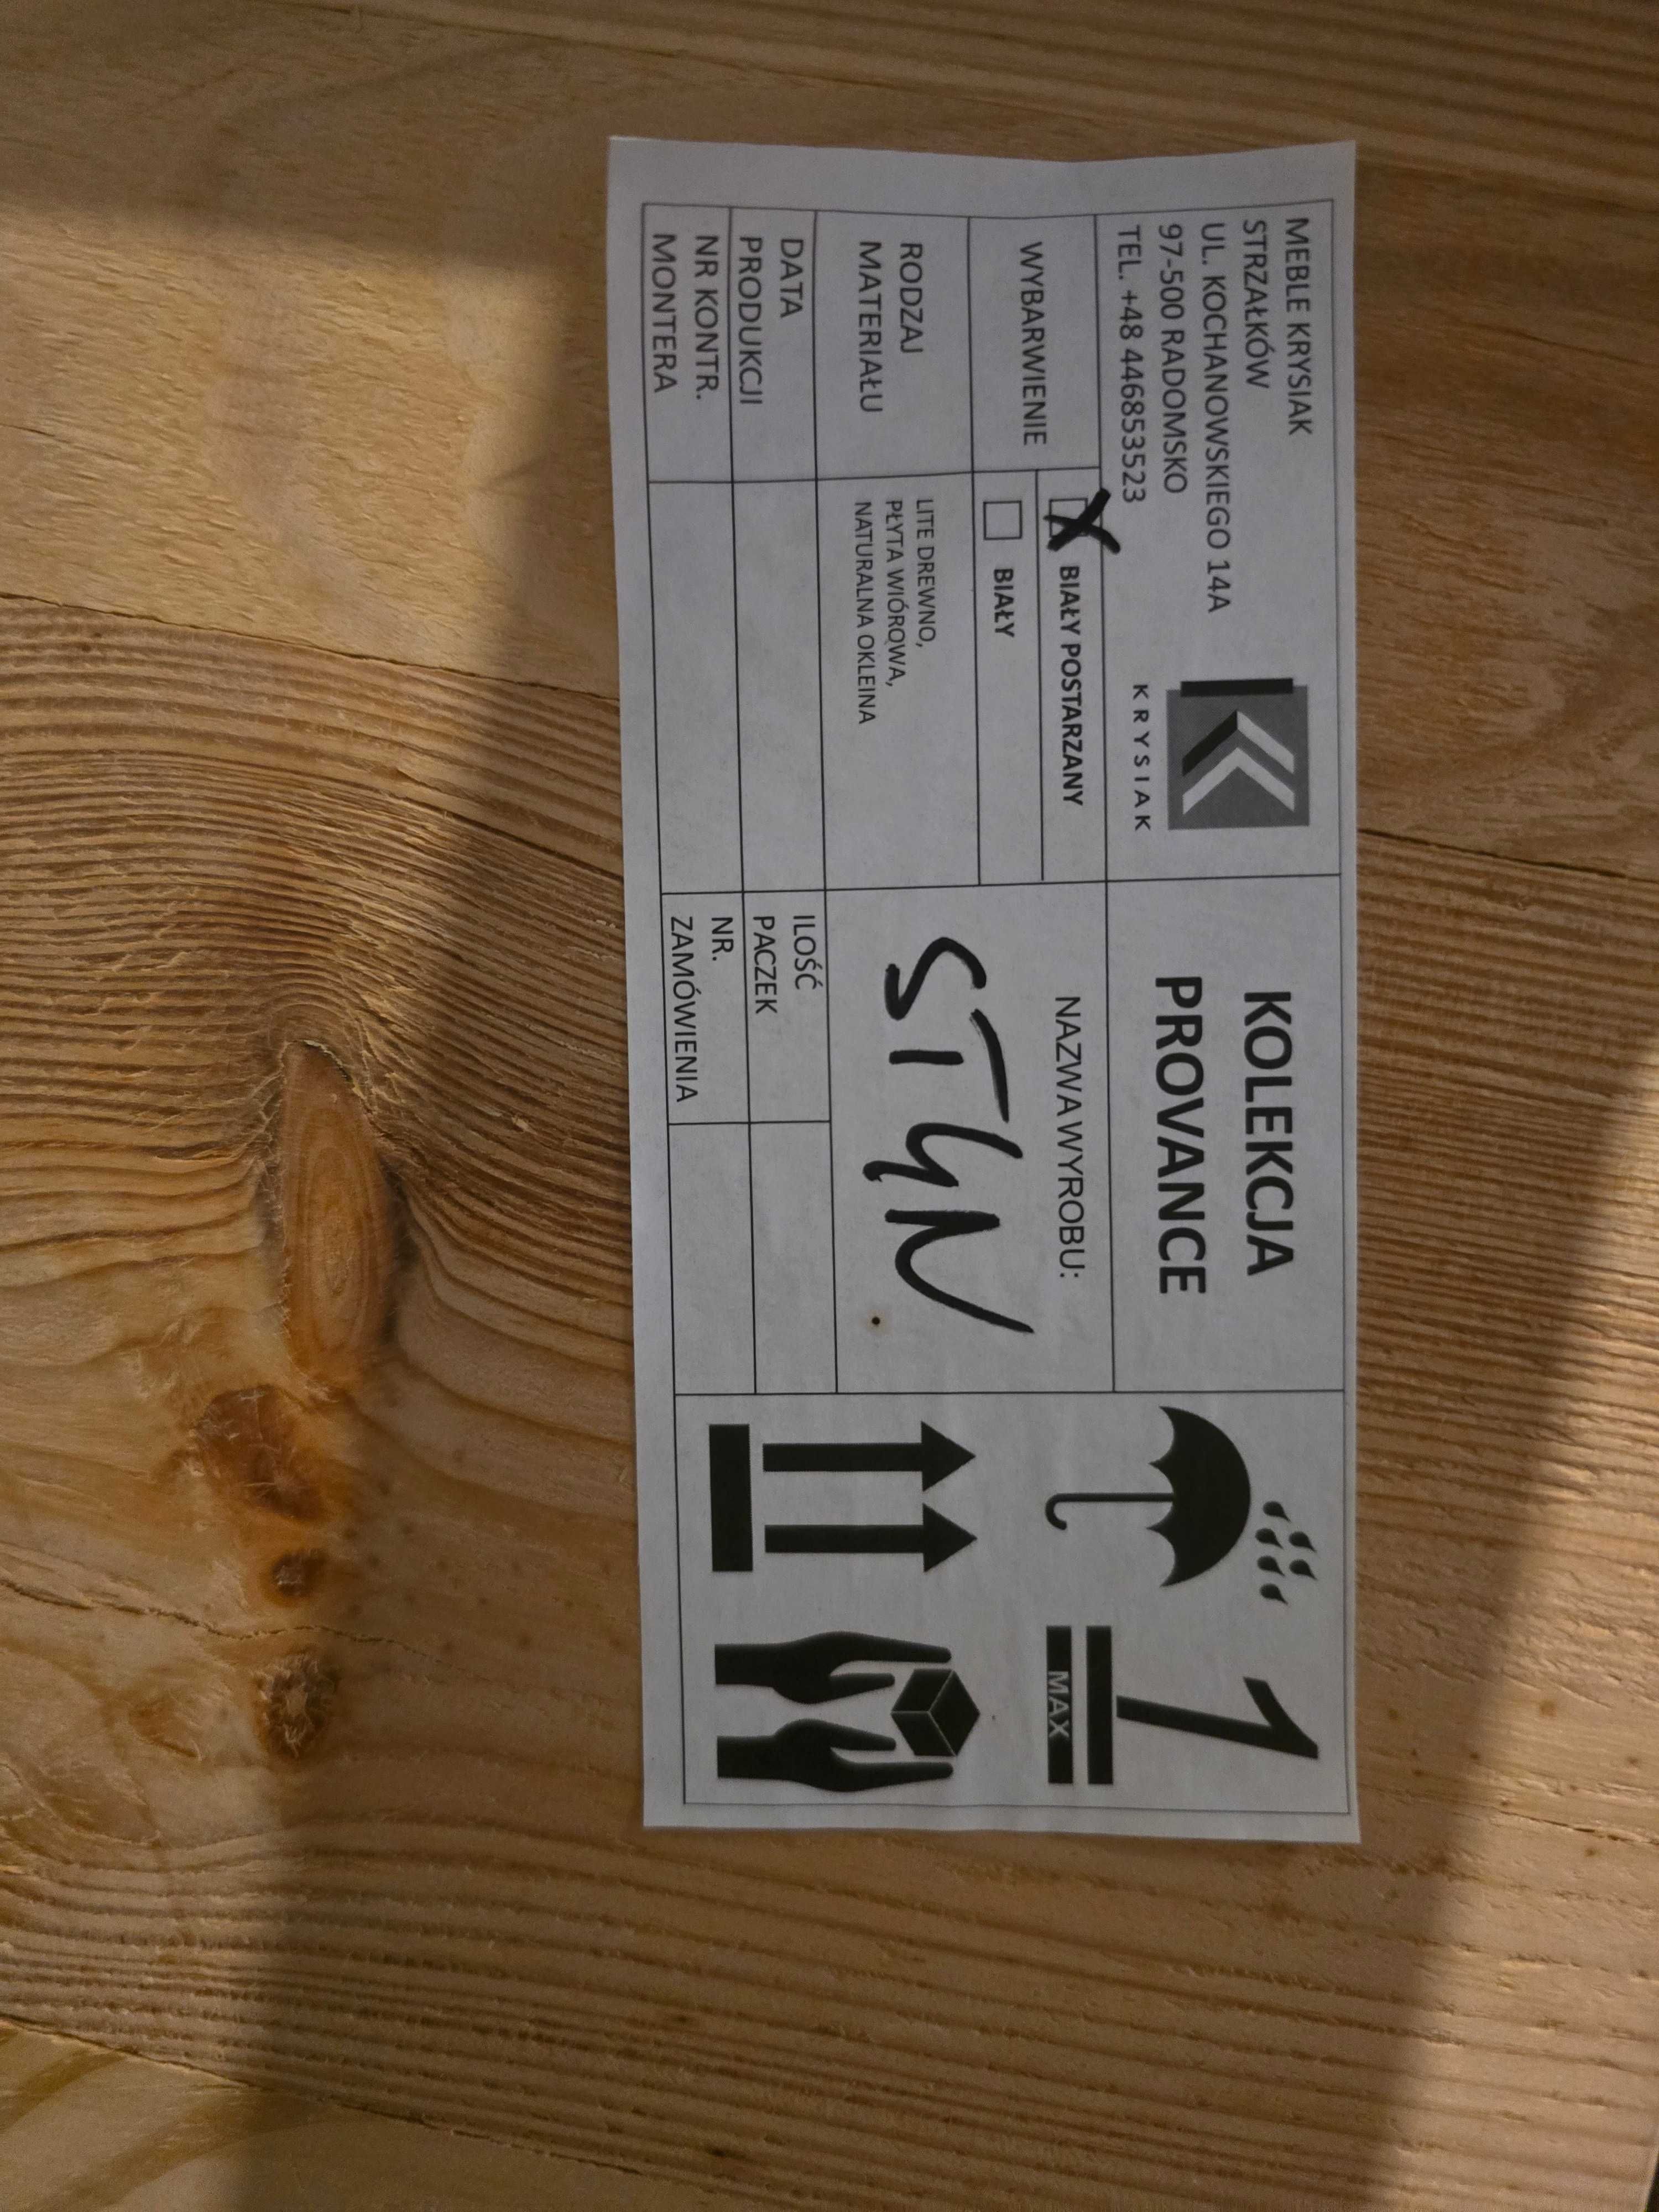 MEBLE KRYSIAK
STRZAŁKÓW
UL. KOCHANOWSKIEGO 14A
97-500 RADOMSKO
TEL. +48 446853523
KRYSIAK
KOLEKCJA
PROVANCE
WYBARWIENIE
BIAŁY POSTARZANY
BIAŁY
RODZAJ
MATERIAŁU
LITE DREWNO,
PŁYTA WIÓROWA,
NATURALNA OKLEINA
NAZWA WYROBU:
STYN
DATA
PRODUKCJI
ILOŚĆ
PACZEK
NR KONTR.
MONTERA
NR.
ZAMÓWIENIA
1
MAX